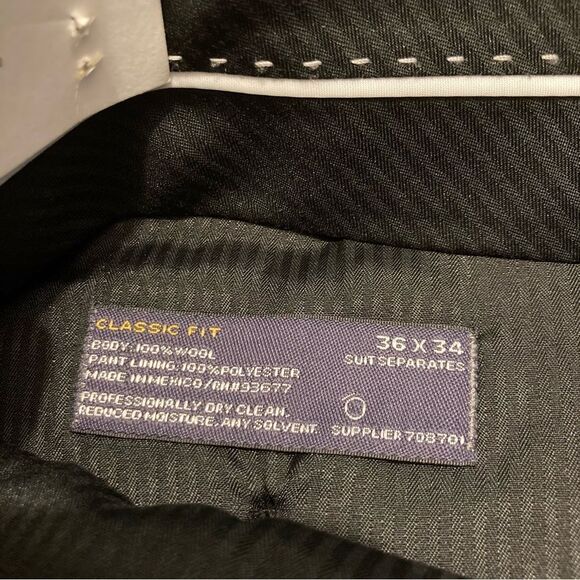 CLASSIC FIT
BODY: 100% WOOL
PANT LINING: 100% POLYESTER
MADE IN MEXICO / RN# 93677
PROFESSIONALLY DRY CLEAN.
REDUCED MOISTURE. ANY SOLVENT.
36 X 34
SUIT SEPARATES
SUPPLIER 708701